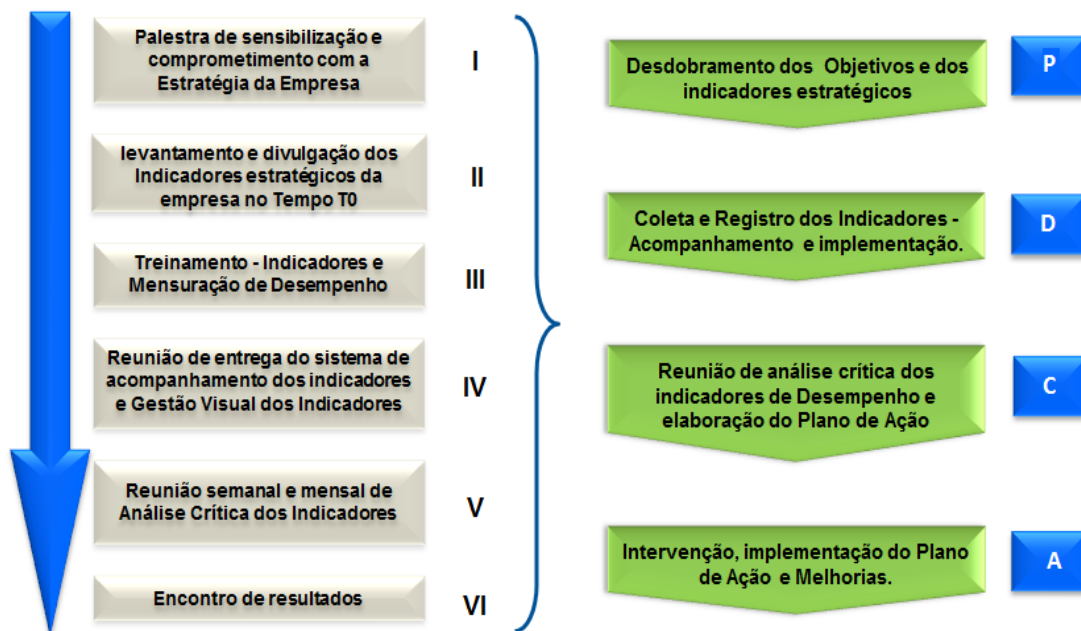 Palestra de sensibilização e
comprometimento com a
Estratégia da Empresa
I
levantamento e divulgação dos
Indicadores estratégicos da
empresa no Tempo T0
II
Treinamento - Indicadores e
Mensuração de Desempenho
III
Reunião de entrega do sistema de
acompanhamento dos indicadores
e Gestão Visual dos Indicadores
IV
Reunião semanal e mensal de
Análise Crítica dos Indicadores
V
Encontro de resultados
VI
Desdobramento dos Objetivos e dos
indicadores estratégicos
P
Coleta e Registro dos Indicadores -
Acompanhamento e implementação.
D
Reunião de análise crítica dos
indicadores de Desempenho e
elaboração do Plano de Ação
C
Intervenção, implementação do Plano
de Ação e Melhorias.
A